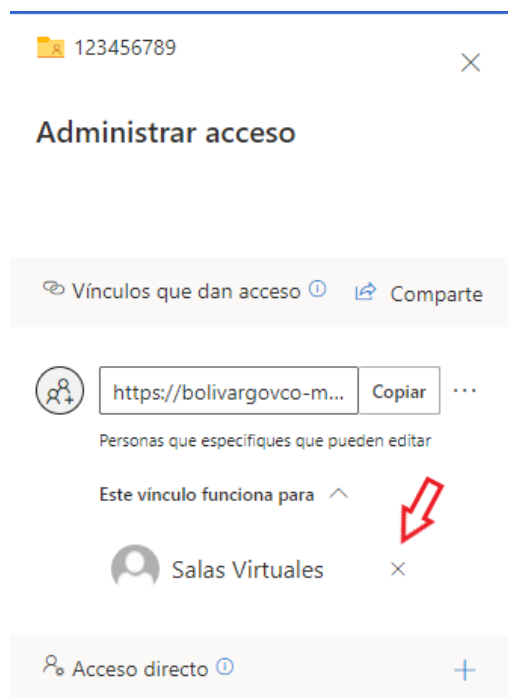 123456789
Administrar acceso
Vínculos que dan acceso
Comparte
https://bolivargovco-m...
Copiar
Personas que especifiques que pueden editar
Este vínculo funciona para
Salas Virtuales
Acceso directo